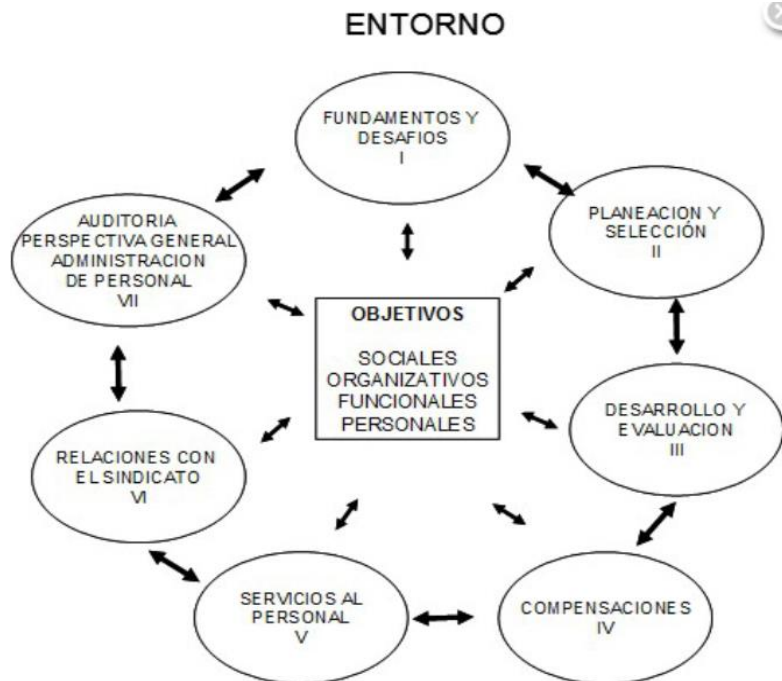 ENTORNO
FUNDAMENTOS Y
DESAFIOS
I
PLANEACION Y
SELECCIÓN
II
DESARROLLO Y
EVALUACION
III
COMPENSACIONES
IV
SERVICIOS AL
PERSONAL
V
RELACIONES CON
EL SINDICATO
VI
AUDITORIA
PERSPECTIVA GENERAL
ADMINISTRACION
DE PERSONAL
VII
OBJETIVOS
SOCIALES
ORGANIZATIVOS
FUNCIONALES
PERSONALES